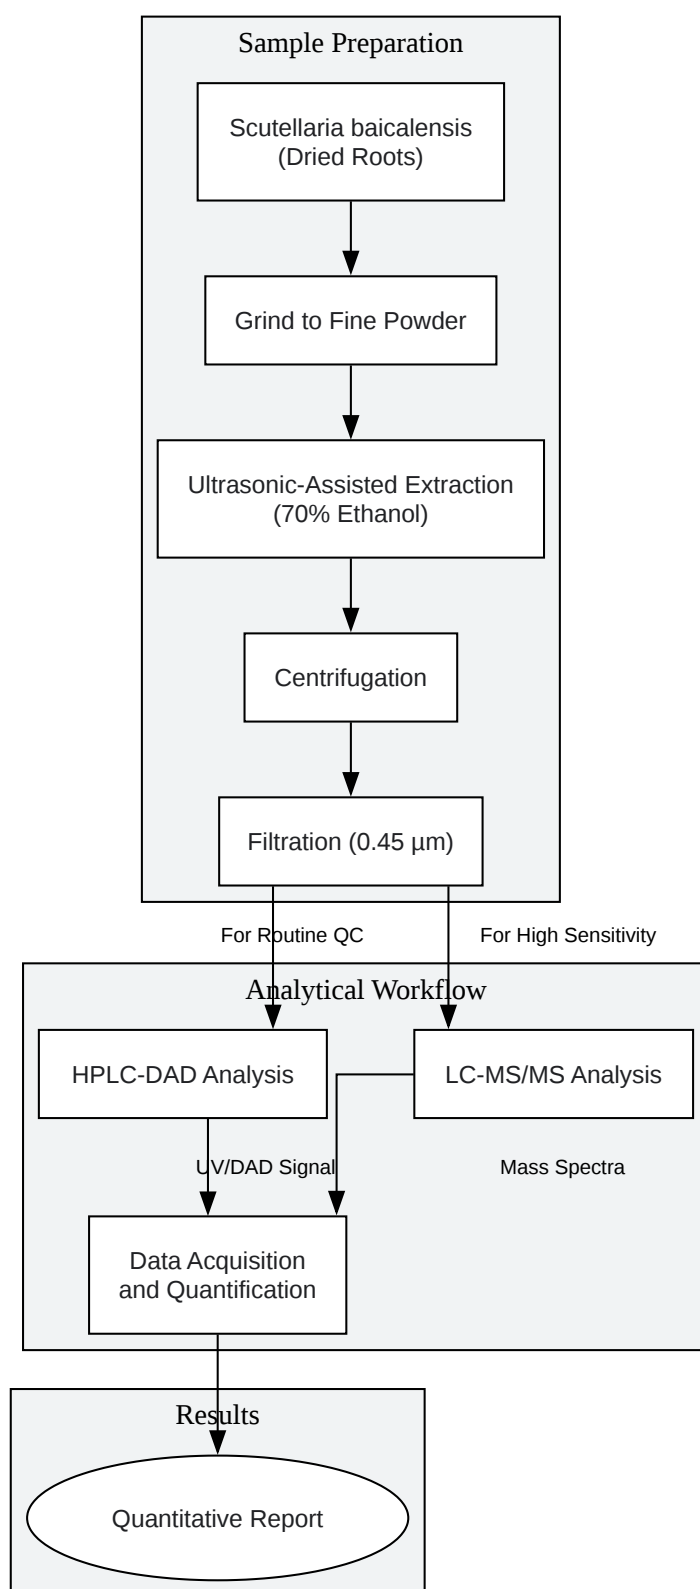 Sample Preparation
Scutellaria baicalensis
(Dried Roots)
Grind to Fine Powder
Ultrasonic-Assisted Extraction
(70% Ethanol)
Centrifugation
Filtration (0.45 µm)
For Routine QC
For High Sensitivity
Analytical Workflow
HPLC-DAD Analysis
LC-MS/MS Analysis
UV/DAD Signal
Mass Spectra
Data Acquisition
and Quantification
Results
Quantitative Report